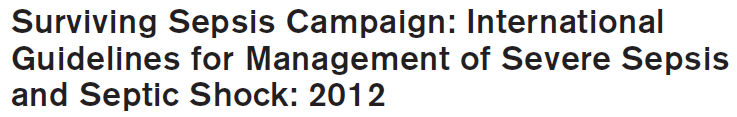 Surviving Sepsis Campaign: International
Guidelines for Management of Severe Sepsis
and Septic Shock: 2012